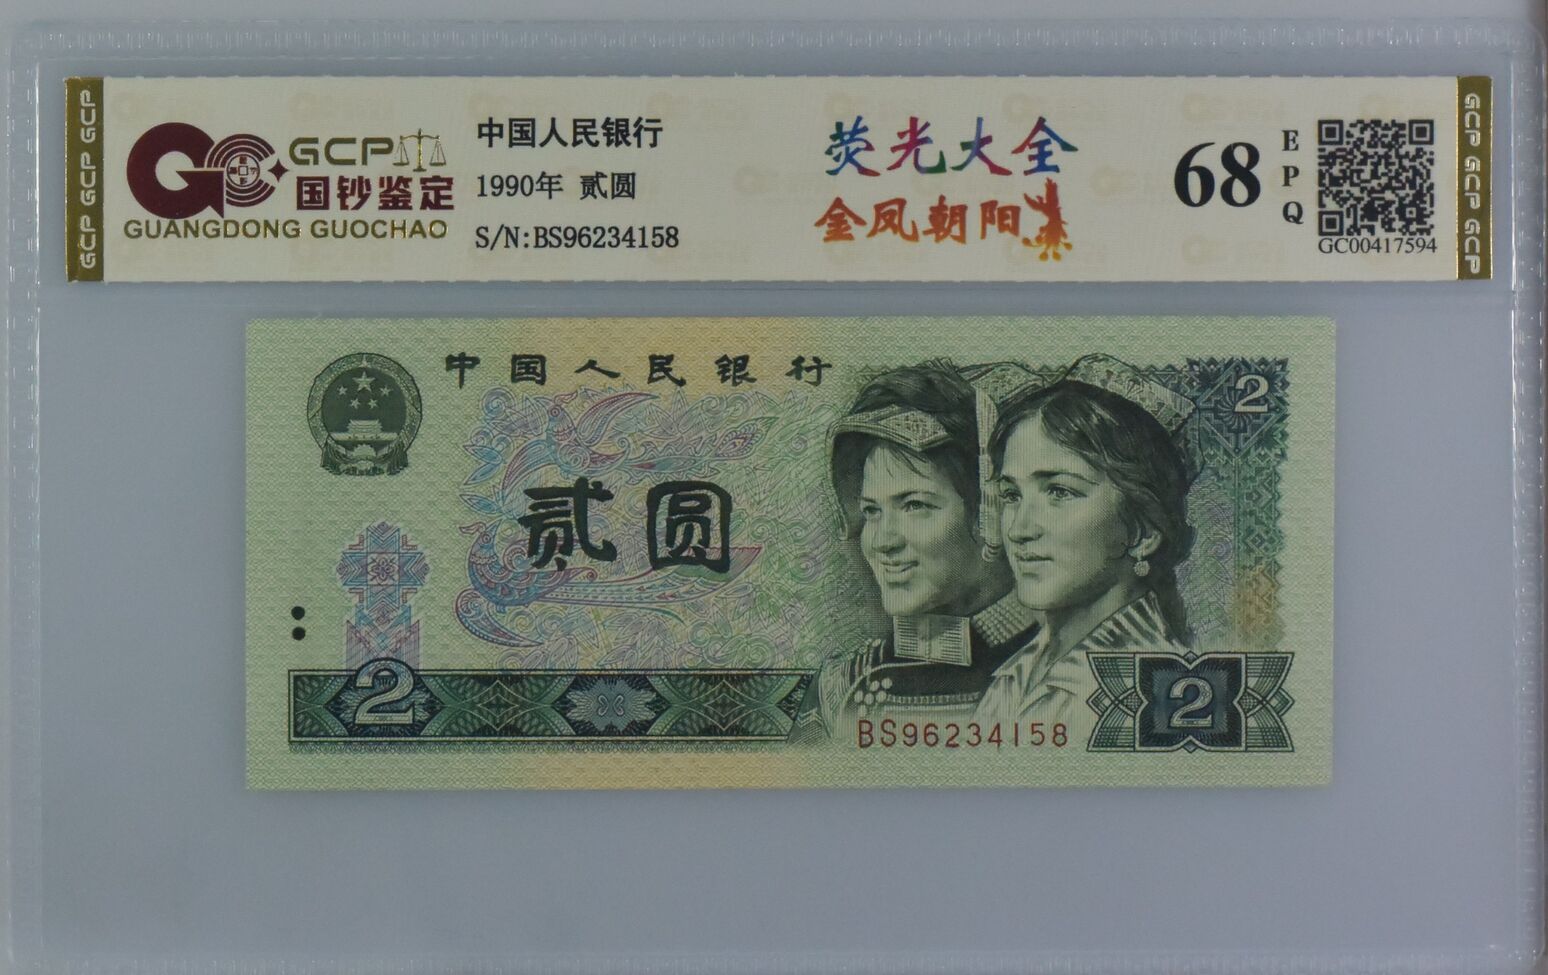 GCP GCP GCP
GCP
国钞鉴定
GUANGDONG GUOCHAO
中国人民银行
1990年 贰圆
S/N:BS96234158
荧光大全
金凤朝阳
68
EPQ
GC00417594
GCP GCP GCP
中国人民银行
2
贰圆
2
BS96234158
2